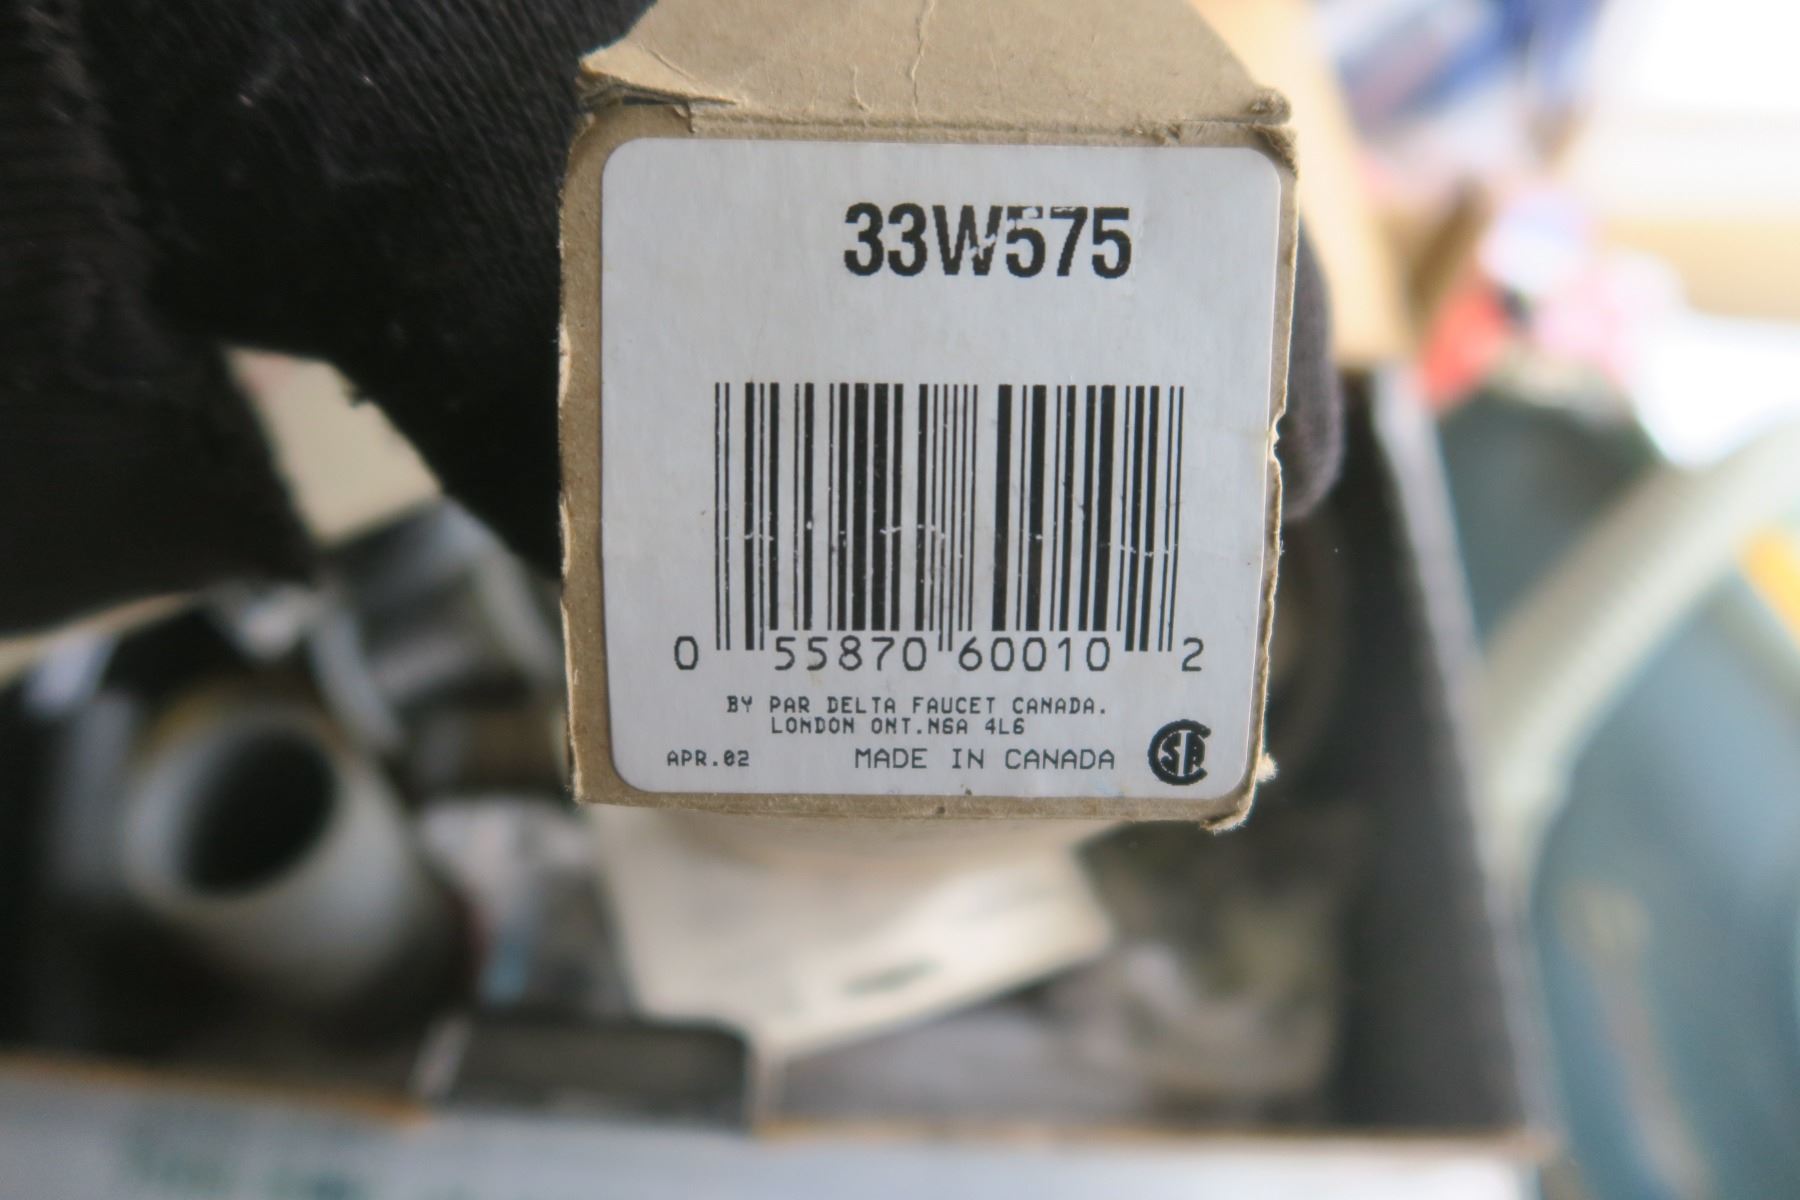 33W575
0 55870 60010 2
BY PAR DELTA FAUCET CANADA.
LONDON ONT.N6A 4L6
APR.02 MADE IN CANADA CSA